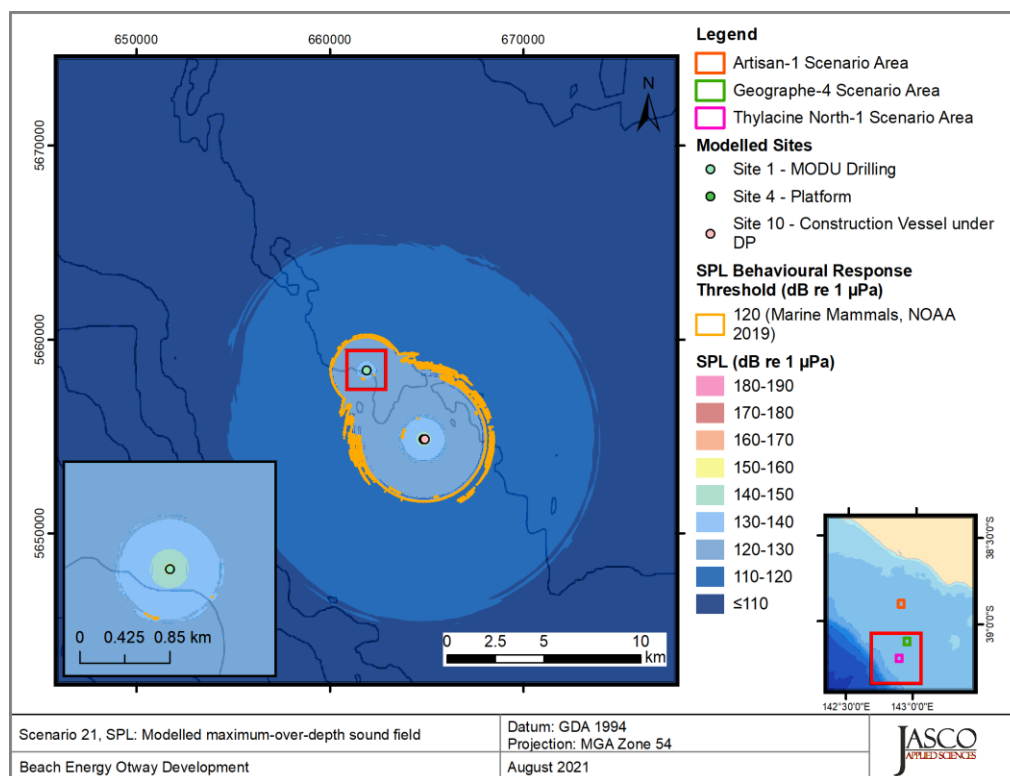 650000 660000 670000
5670000
5660000
5650000
N
0 0.425 0.85 km
0 2.5 5 10
km
Legend
Artisan-1 Scenario Area
Geographe-4 Scenario Area
Thylacine North-1 Scenario Area
Modelled Sites
Site 1 - MODU Drilling
Site 4 - Platform
Site 10 - Construction Vessel under
DP
SPL Behavioural Response
Threshold (dB re 1 µPa)
120 (Marine Mammals, NOAA
2019)
SPL (dB re 1 µPa)
180-190
170-180
160-170
150-160
140-150
130-140
120-130
110-120
≤110
38°30'0"S
39°0'0"S
142°30'0"E 143°0'0"E
Scenario 21, SPL: Modelled maximum-over-depth sound field
Datum: GDA 1994
Projection: MGA Zone 54
Beach Energy Otway Development
August 2021
JASCO
APPLIED SCIENCES